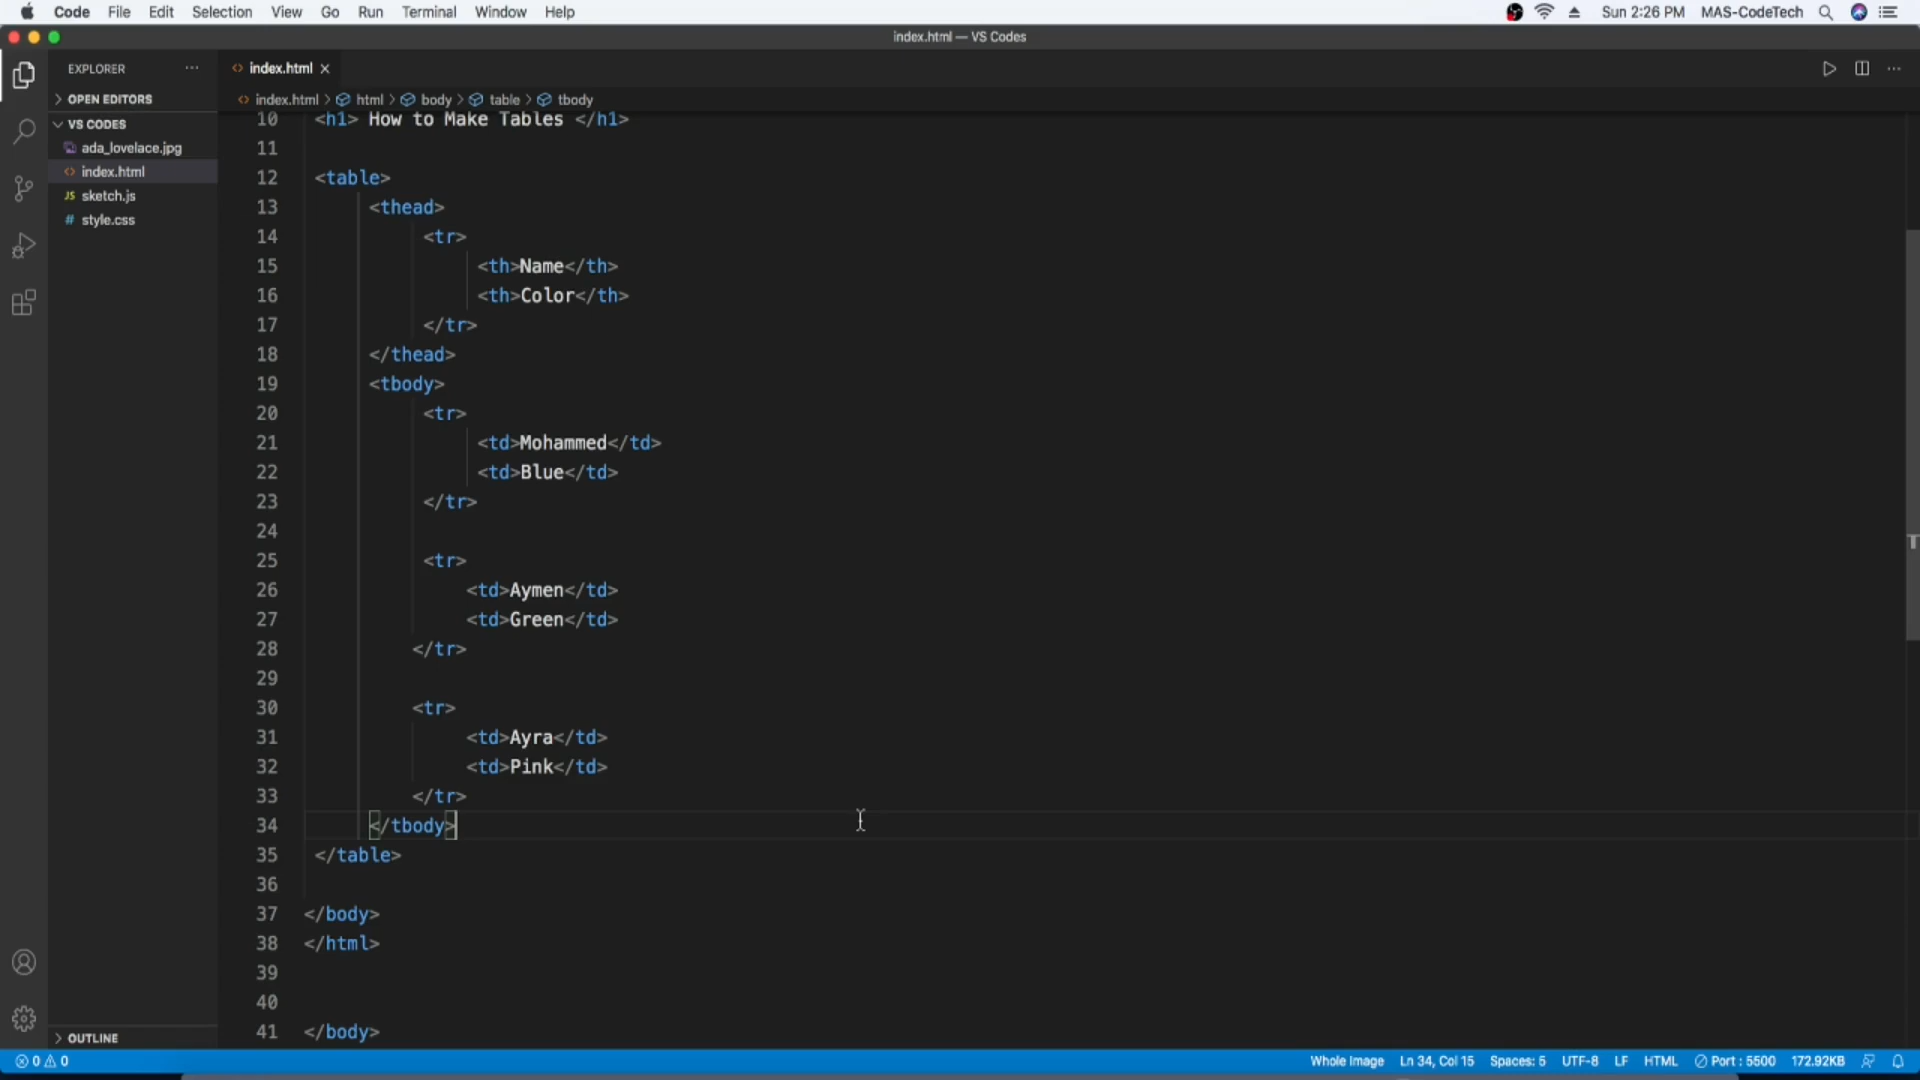 Code File Edit Selection View Go Run Terminal Window Help Sun 2:26 PM MAS-CodeTech
index.html — VS Codes
EXPLORER ··· <> index.html ×
OPEN EDITORS <> index.html > html > body > table > tbody
VS CODES
ada_lovelace.jpg
<> index.html
JS sketch.js
# style.css
10 <h1> How to Make Tables </h1>
11
12 <table>
13 <thead>
14 <tr>
15 <th>Name</th>
16 <th>Color</th>
17 </tr>
18 </thead>
19 <tbody>
20 <tr>
21 <td>Mohammed</td>
22 <td>Blue</td>
23 </tr>
24
25 <tr>
26 <td>Aymen</td>
27 <td>Green</td>
28 </tr>
29
30 <tr>
31 <td>Ayra</td>
32 <td>Pink</td>
33 </tr>
34 </tbody>
35 </table>
36
37 </body>
38 </html>
39
40
41 </body>
OUTLINE
0 0 Whole Image Ln 34, Col 15 Spaces: 5 UTF-8 LF HTML Port : 5500 172.92KB